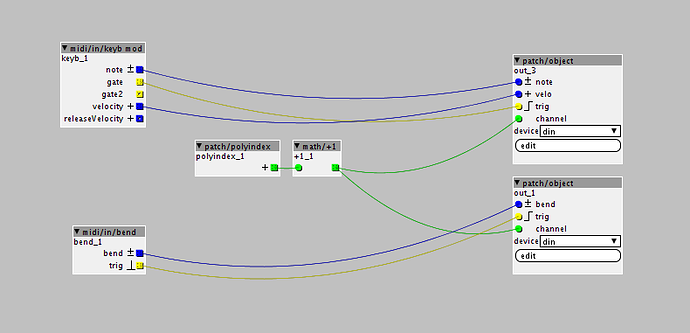 midi/in/keyb mod
keyb_1
note ±
gate
gate2
velocity +
releaseVelocity +
patch/polyindex
polyindex_1
+
math/+1
+1_1
midi/in/bend
bend_1
bend ±
trig
patch/object
out_3
± note
+ velo
trig
channel
device din
edit
patch/object
out_1
± bend
trig
channel
device din
edit